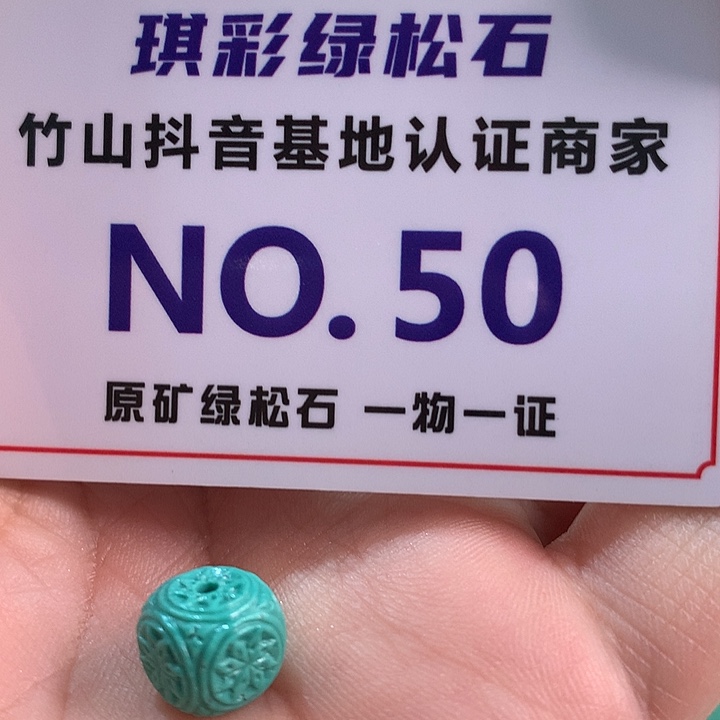 琪彩绿松石
竹山抖音基地认证商家
NO. 50
原矿绿松石 一物一证